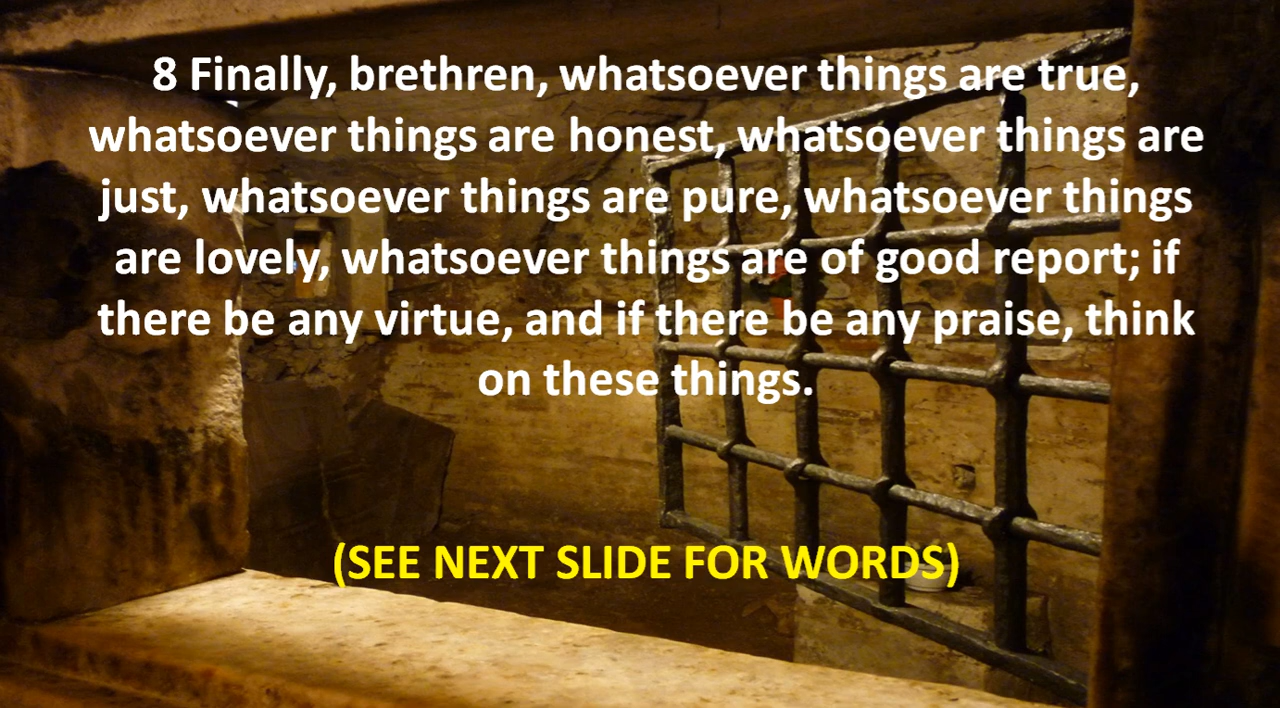 8 Finally, brethren, whatsoever things are true,
whatsoever things are honest, whatsoever things are
just, whatsoever things are pure, whatsoever things
are lovely, whatsoever things are of good report; if
there be any virtue, and if there be any praise, think
on these things.
(SEE NEXT SLIDE FOR WORDS)